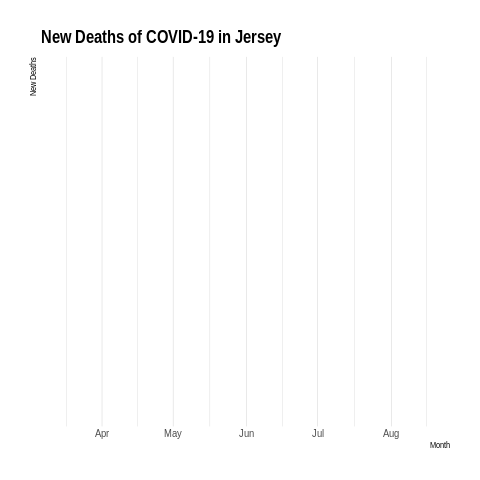 New Deaths of COVID-19 in Jersey
New Deaths
Apr May Jun Jul Aug
Month